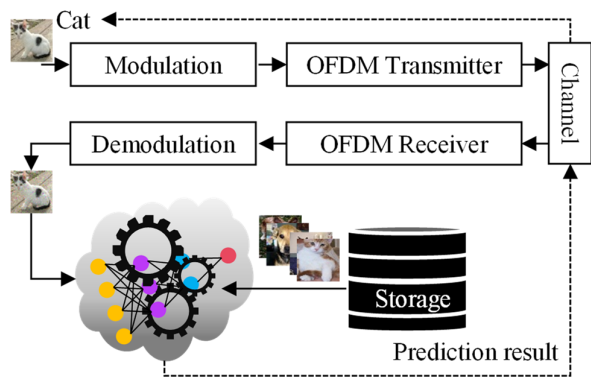 Cat
Modulation
OFDM Transmitter
Channel
Demodulation
OFDM Receiver
Storage
Prediction result